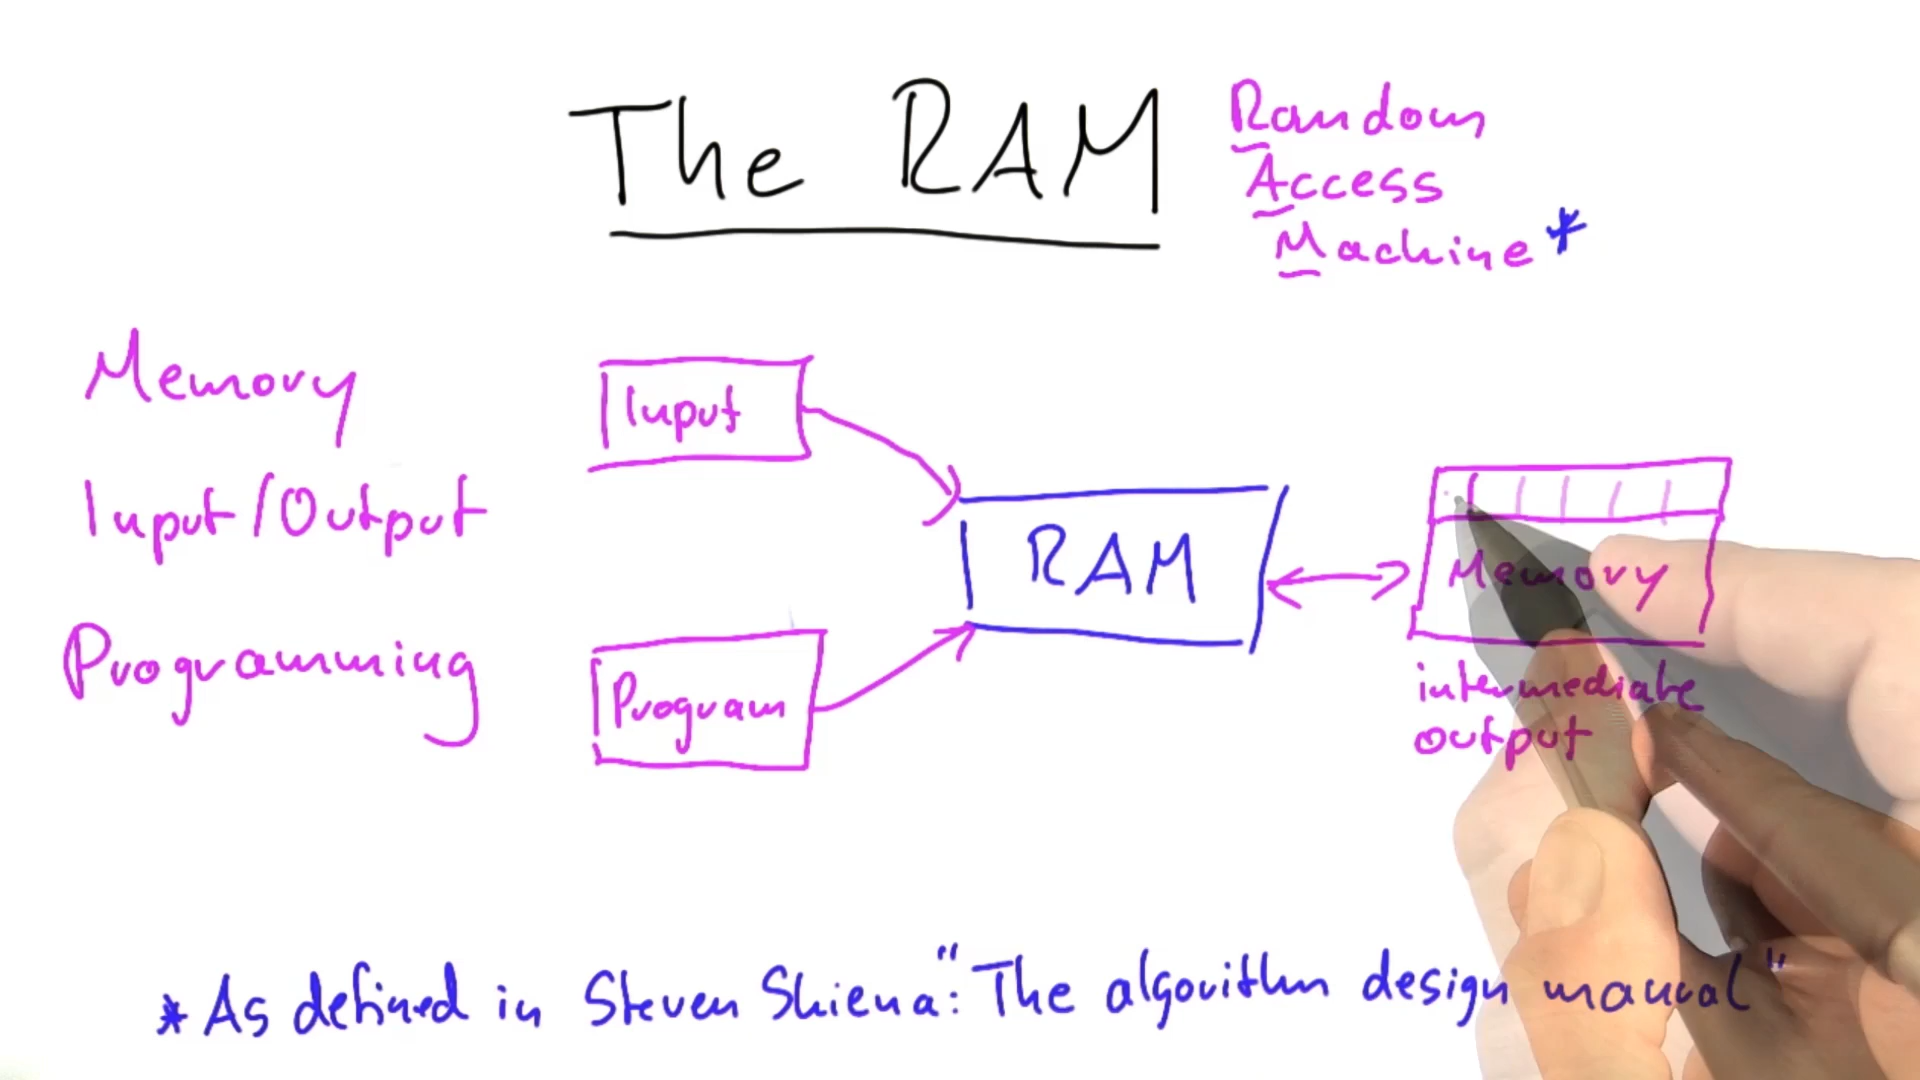 The RAM
Random
Access
Machine*
Memory
Input/Output
Programming
Input
Program
RAM
Memory
intermediate
output
* As defined in Steven Skiena: "The algorithm design manual"